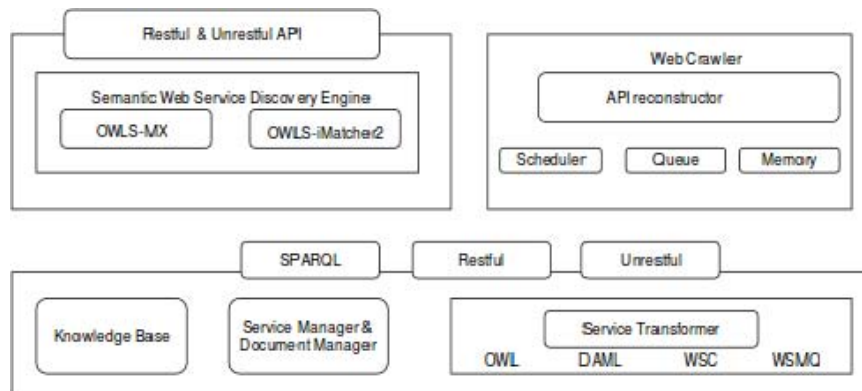 Restful & Unrestful API
Semantic Web Service Discovery Engine
OWLS-MX
OWLS-iMatcher2
Web Crawler
API reconstructor
Scheduler
Queue
Memory
SPARQL
Restful
Unrestful
Knowledge Base
Service Manager &
Document Manager
Service Transformer
OWL DAML WSC WSMO